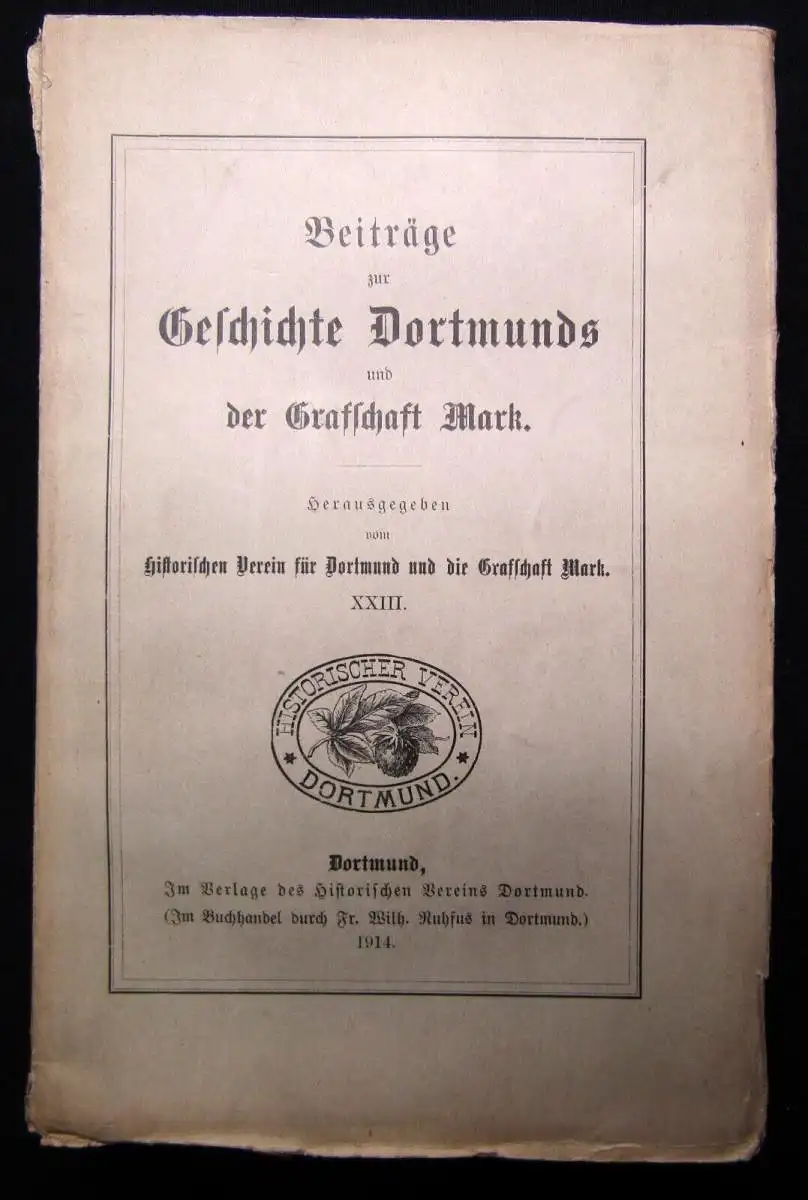 Beiträge
zur
Geſchichte Dortmunds
und
der Grafſchaft Mark.
Herausgegeben
vom
Hiſtoriſchen Verein für Dortmund und die Grafſchaft Mark.
XXIII.
HISTORISCHER VEREIN
DORTMUND.
Dortmund,
Im Verlage des Hiſtoriſchen Vereins Dortmund.
(Im Buchhandel durch Fr. Wilh. Ruhfus in Dortmund.)
1914.